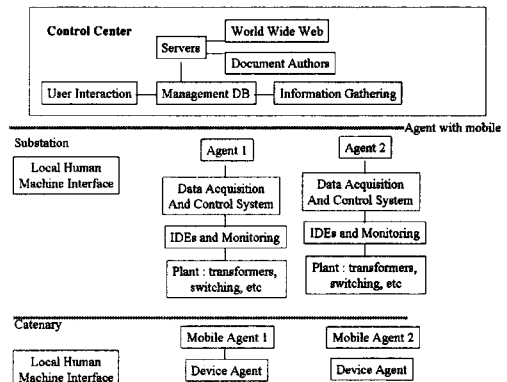 Control Center
World Wide Web
Servers
Document Authors
User Interaction
Management DB
Information Gathering
Agent with mobile
Substation
Local Human
Machine Interface
Agent 1
Data Acquisition
And Control System
IDEs and Monitoring
Plant : transformers,
switching, etc
Agent 2
Data Acquisition
And Control System
IDEs and Monitoring
Plant : transformers,
switching, etc
Catenary
Local Human
Machine Interface
Mobile Agent 1
Device Agent
Mobile Agent 2
Device Agent